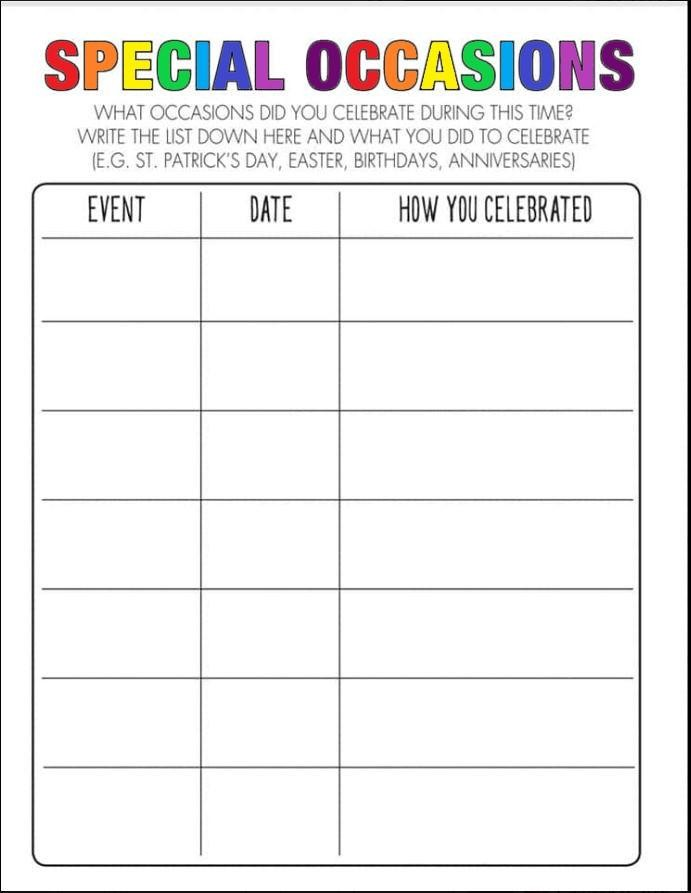 SPECIAL OCCASIONS
WHAT OCCASIONS DID YOU CELEBRATE DURING THIS TIME?
WRITE THE LIST DOWN HERE AND WHAT YOU DID TO CELEBRATE
(E.G. ST. PATRICK'S DAY, EASTER, BIRTHDAYS, ANNIVERSARIES)
EVENT DATE HOW YOU CELEBRATED